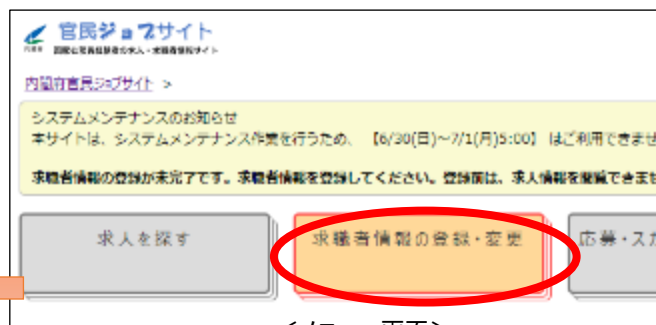 官民ジョブサイト
内閣府官民ジョブサイト >
システムメンテナンスのお知らせ
本サイトは、システムメンテナンス作業を行うため、【6/30(日)~7/1(月)5:00】 はご利用できませ
求職者情報の登録が未完了です。求職者情報を登録してください。登録前は、求人情報を閲覧できませ
求人を探す
求職者情報の登録・変更
応募・スカ